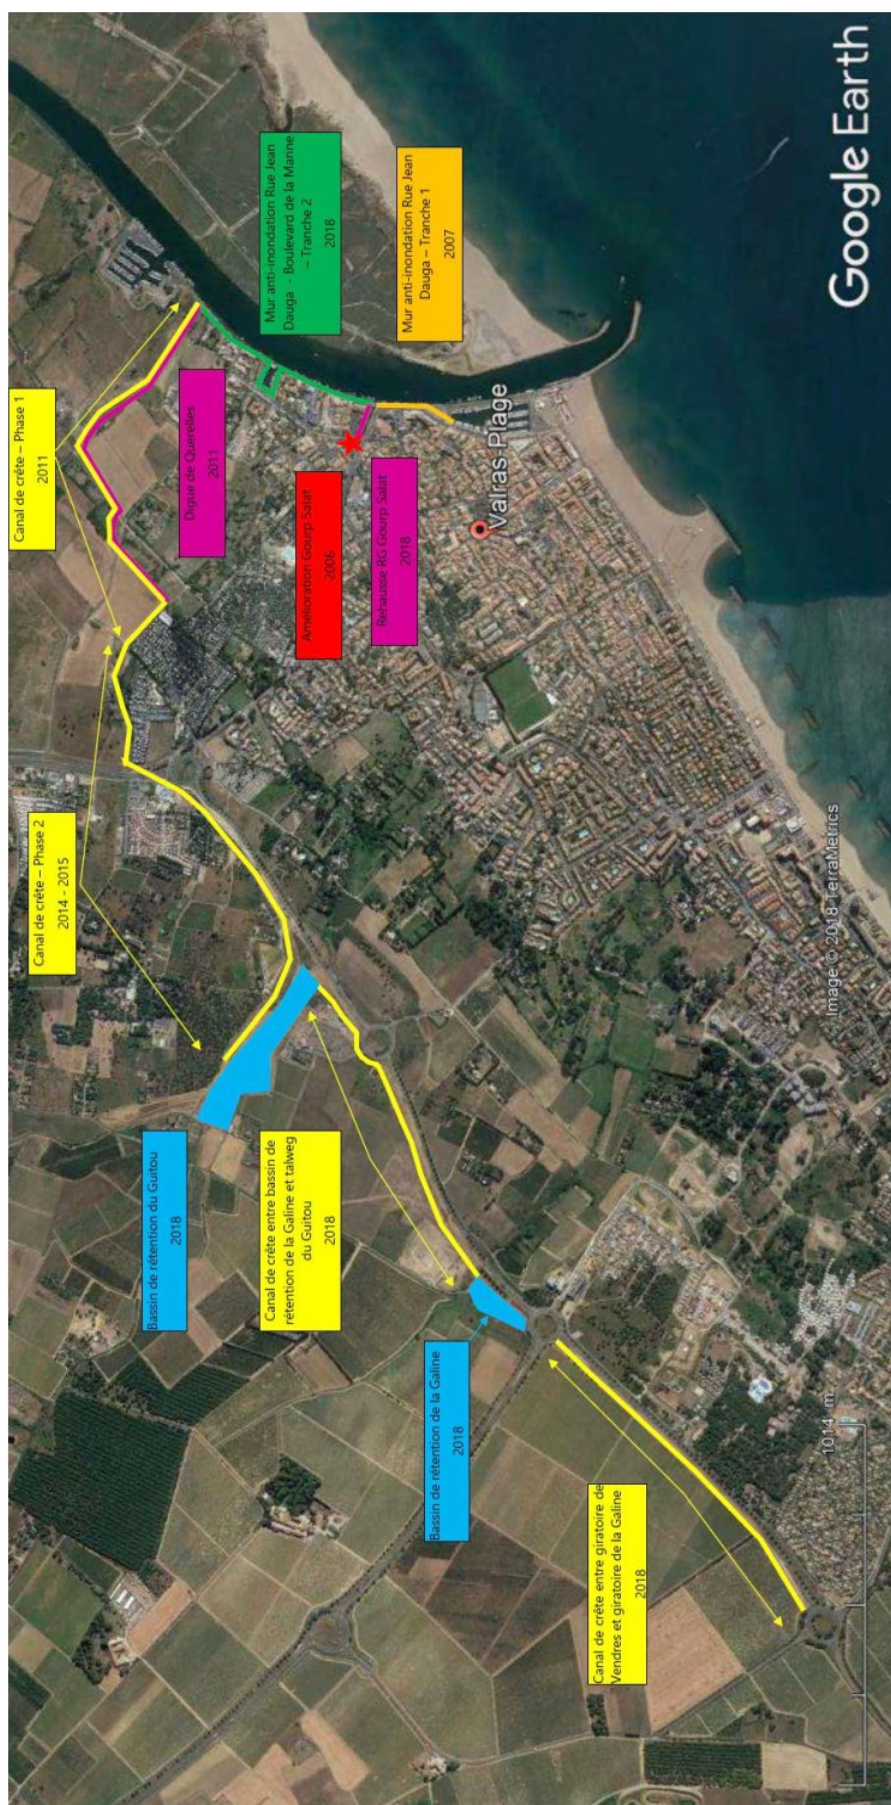 Canal de crête – Phase 1
2011
Mur anti-inondation Rue Jean
Dauga - Boulevard de la Marine
– Tranche 2
2018
Mur anti-inondation Rue Jean
Dauga – Tranche 1
2007
Digue de Querelles
2011
Amélioration Gourp Salat
2006
Rehausse RG Gourp Salat
2018
Valras-Plage
Canal de crête – Phase 2
2014 - 2015
Bassin de rétention du Guitou
2018
Canal de crête entre bassin de
rétention de la Galine et talweg
du Guitou
2018
Bassin de rétention de la Galine
2018
Canal de crête entre giratoire de
Vendres et giratoire de la Galine
2018
1014 m
Image © 2018 TerraMetrics
Google Earth